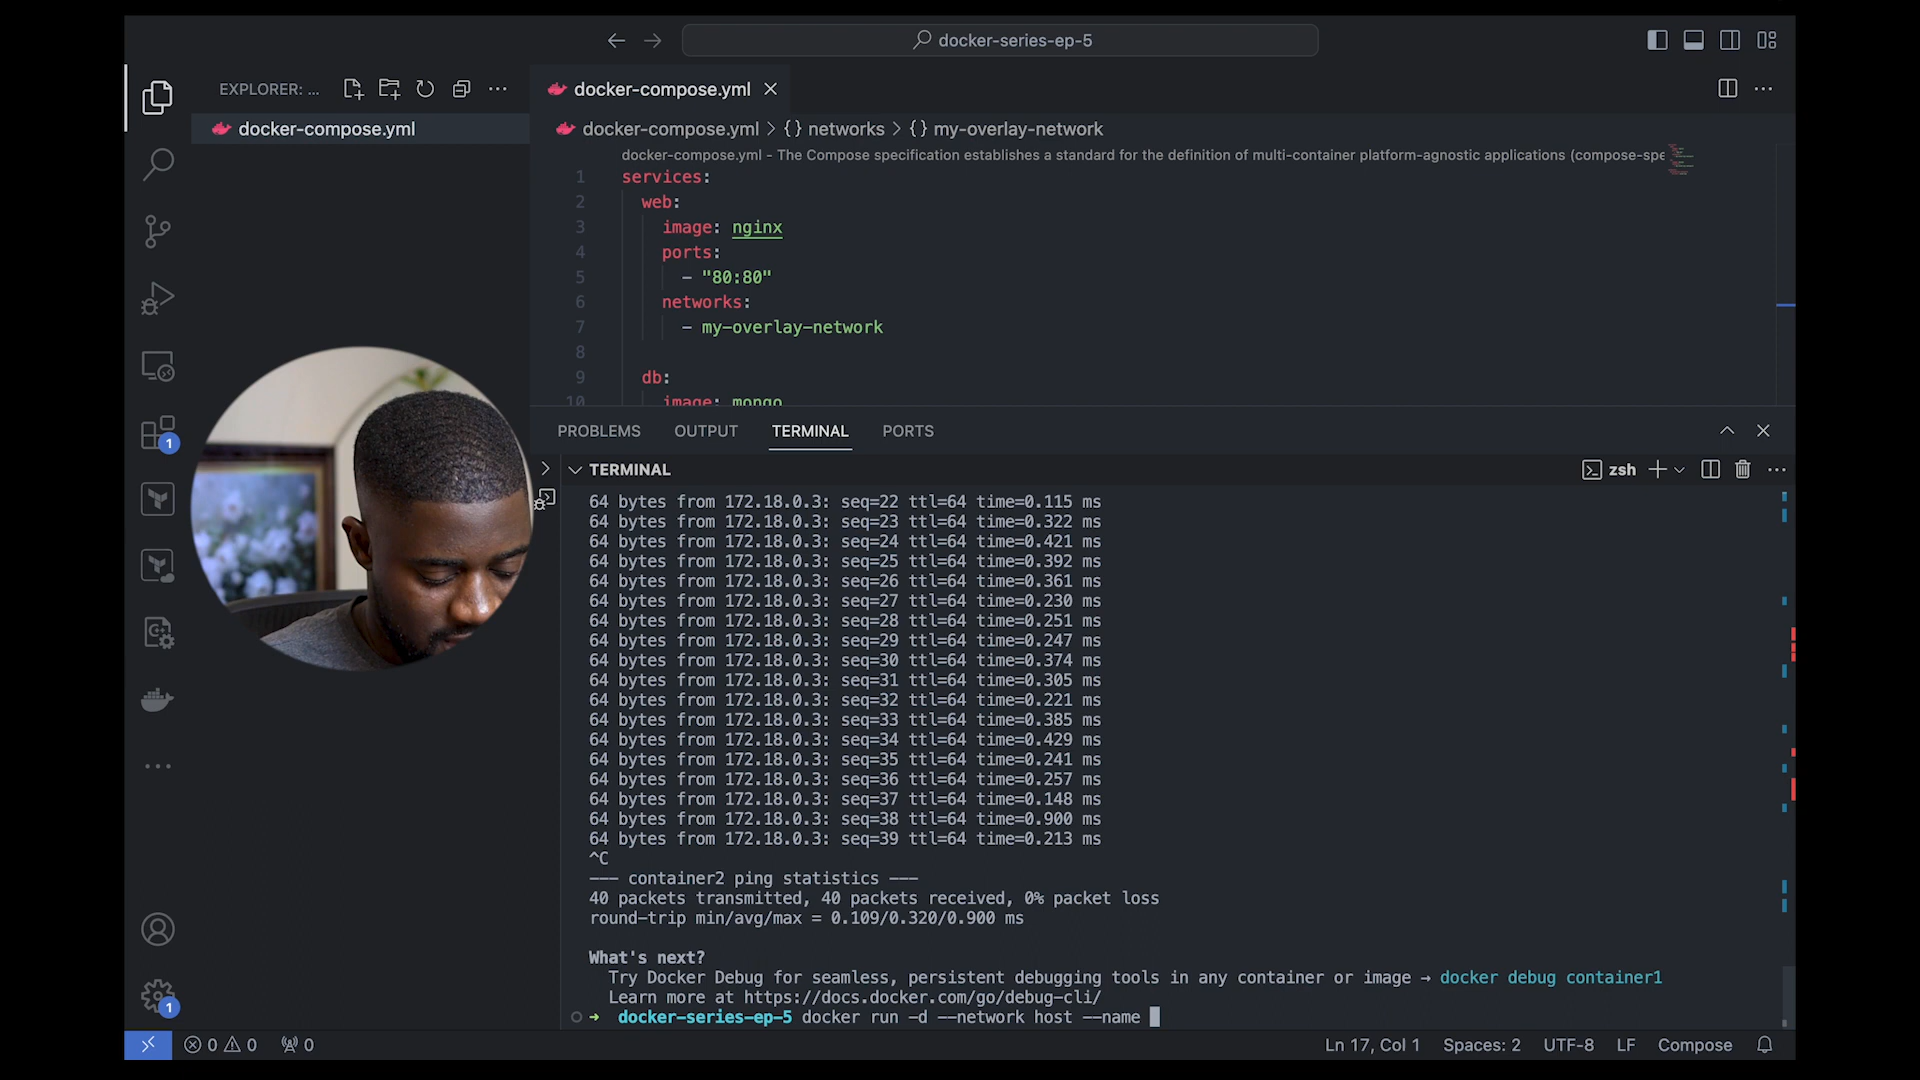 docker-series-ep-5
EXPLORER: ...
docker-compose.yml
docker-compose.yml
docker-compose.yml > {} networks > {} my-overlay-network
docker-compose.yml - The Compose specification establishes a standard for the definition of multi-container platform-agnostic applications (compose-spe
1 services:
2 web:
3 image: nginx
4 ports:
5 - "80:80"
6 networks:
7 - my-overlay-network
8
9 db:
10 image: mongo
PROBLEMS OUTPUT TERMINAL PORTS
TERMINAL
zsh
64 bytes from 172.18.0.3: seq=22 ttl=64 time=0.115 ms
64 bytes from 172.18.0.3: seq=23 ttl=64 time=0.322 ms
64 bytes from 172.18.0.3: seq=24 ttl=64 time=0.421 ms
64 bytes from 172.18.0.3: seq=25 ttl=64 time=0.392 ms
64 bytes from 172.18.0.3: seq=26 ttl=64 time=0.361 ms
64 bytes from 172.18.0.3: seq=27 ttl=64 time=0.230 ms
64 bytes from 172.18.0.3: seq=28 ttl=64 time=0.251 ms
64 bytes from 172.18.0.3: seq=29 ttl=64 time=0.247 ms
64 bytes from 172.18.0.3: seq=30 ttl=64 time=0.374 ms
64 bytes from 172.18.0.3: seq=31 ttl=64 time=0.305 ms
64 bytes from 172.18.0.3: seq=32 ttl=64 time=0.221 ms
64 bytes from 172.18.0.3: seq=33 ttl=64 time=0.385 ms
64 bytes from 172.18.0.3: seq=34 ttl=64 time=0.429 ms
64 bytes from 172.18.0.3: seq=35 ttl=64 time=0.241 ms
64 bytes from 172.18.0.3: seq=36 ttl=64 time=0.257 ms
64 bytes from 172.18.0.3: seq=37 ttl=64 time=0.148 ms
64 bytes from 172.18.0.3: seq=38 ttl=64 time=0.900 ms
64 bytes from 172.18.0.3: seq=39 ttl=64 time=0.213 ms
^C
--- container2 ping statistics ---
40 packets transmitted, 40 packets received, 0% packet loss
round-trip min/avg/max = 0.109/0.320/0.900 ms
What's next?
Try Docker Debug for seamless, persistent debugging tools in any container or image → docker debug container1
Learn more at https://docs.docker.com/go/debug-cli/
➜ docker-series-ep-5 docker run -d --network host --name
1
1
0 0 0
Ln 17, Col 1 Spaces: 2 UTF-8 LF Compose